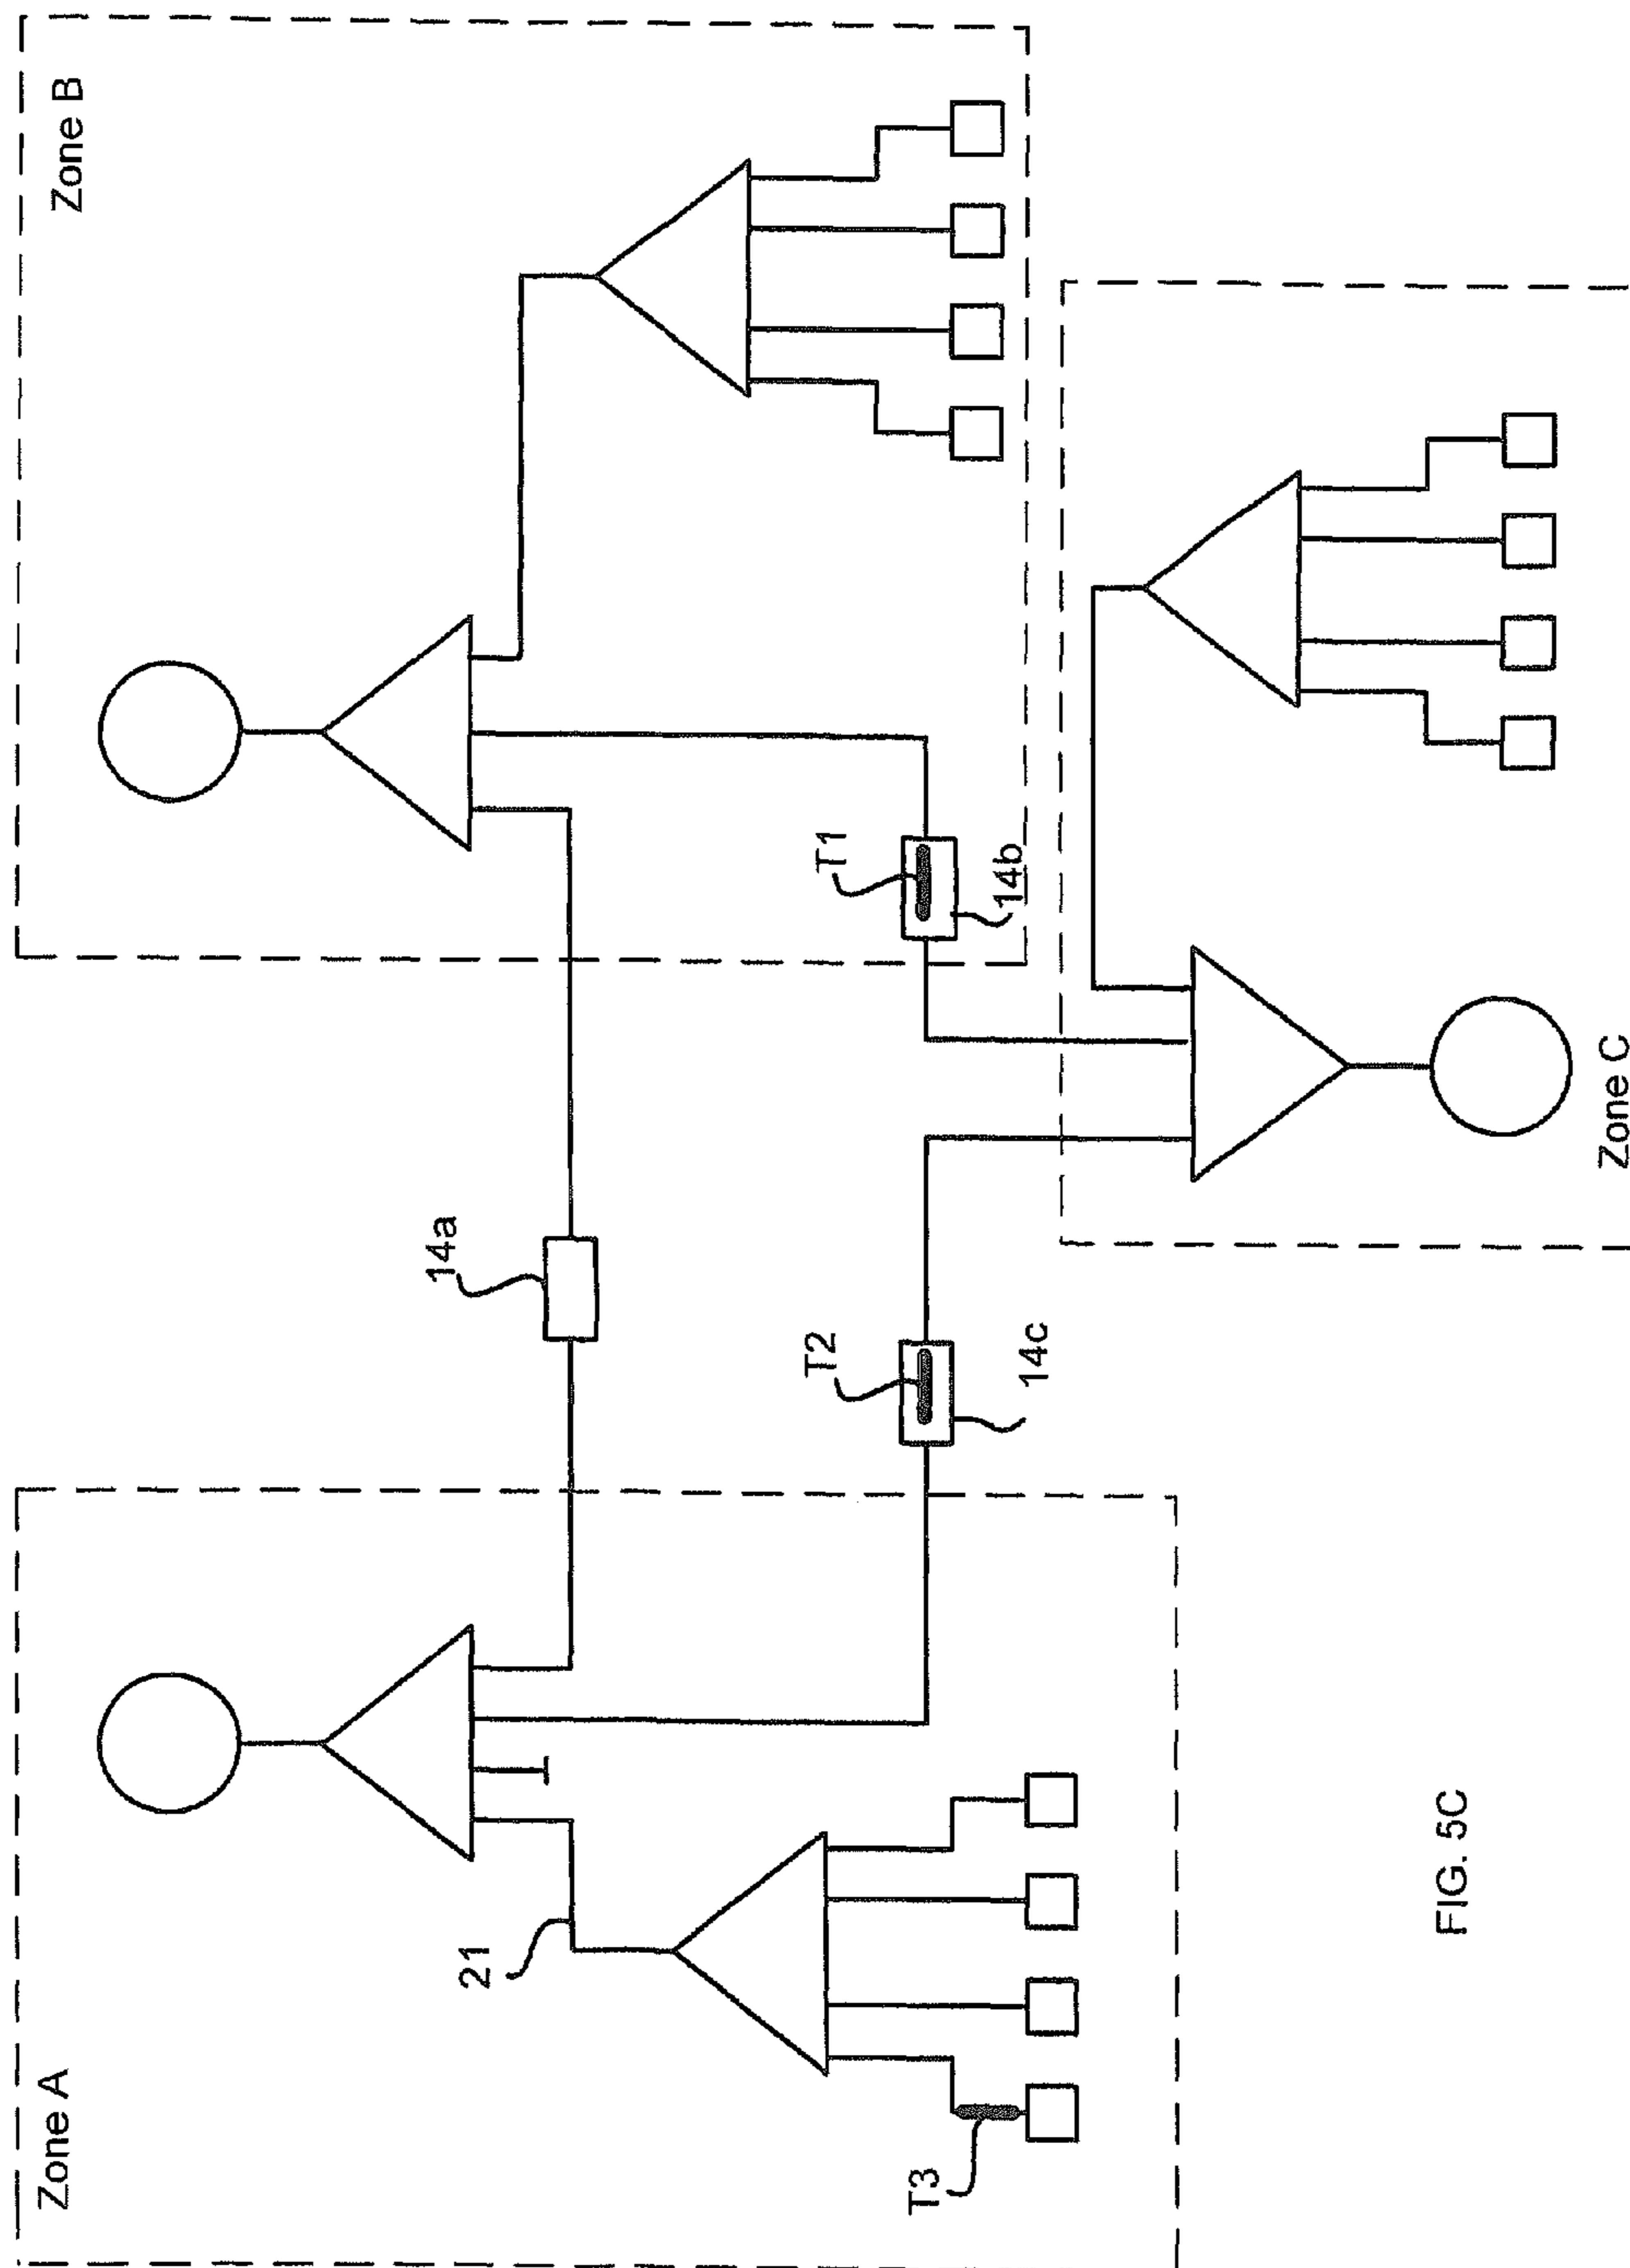 Zone A
Zone B
14a
T1
T2
14b
14c
21
T3
Zone C
FIG. 5C